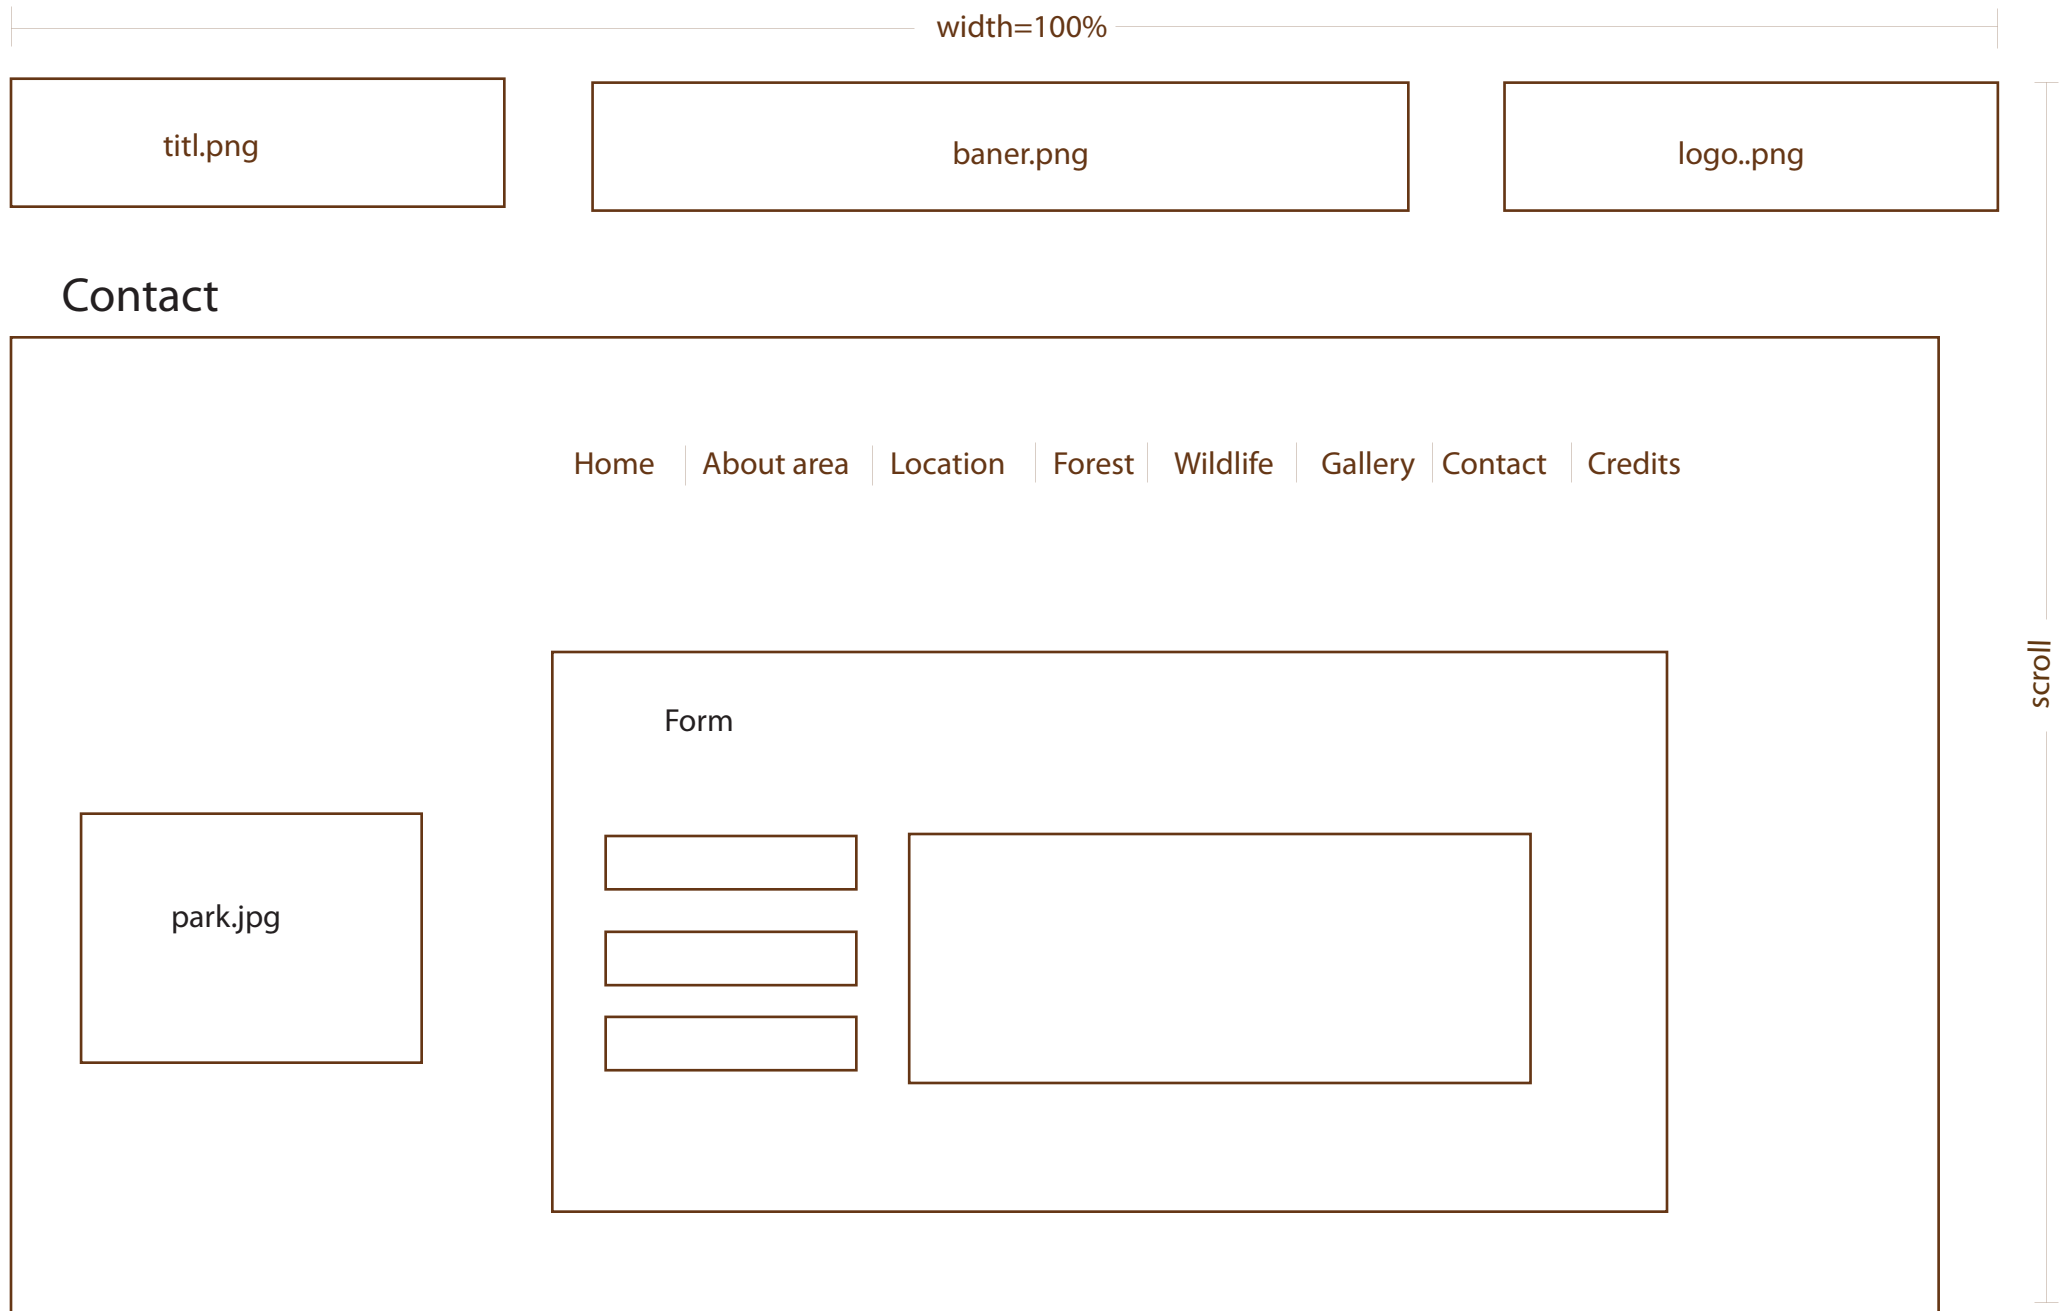 width=100%
titl.png
baner.png
logo..png
Contact
Home About area Location Forest Wildlife Gallery Contact Credits
scroll
Form
park.jpg